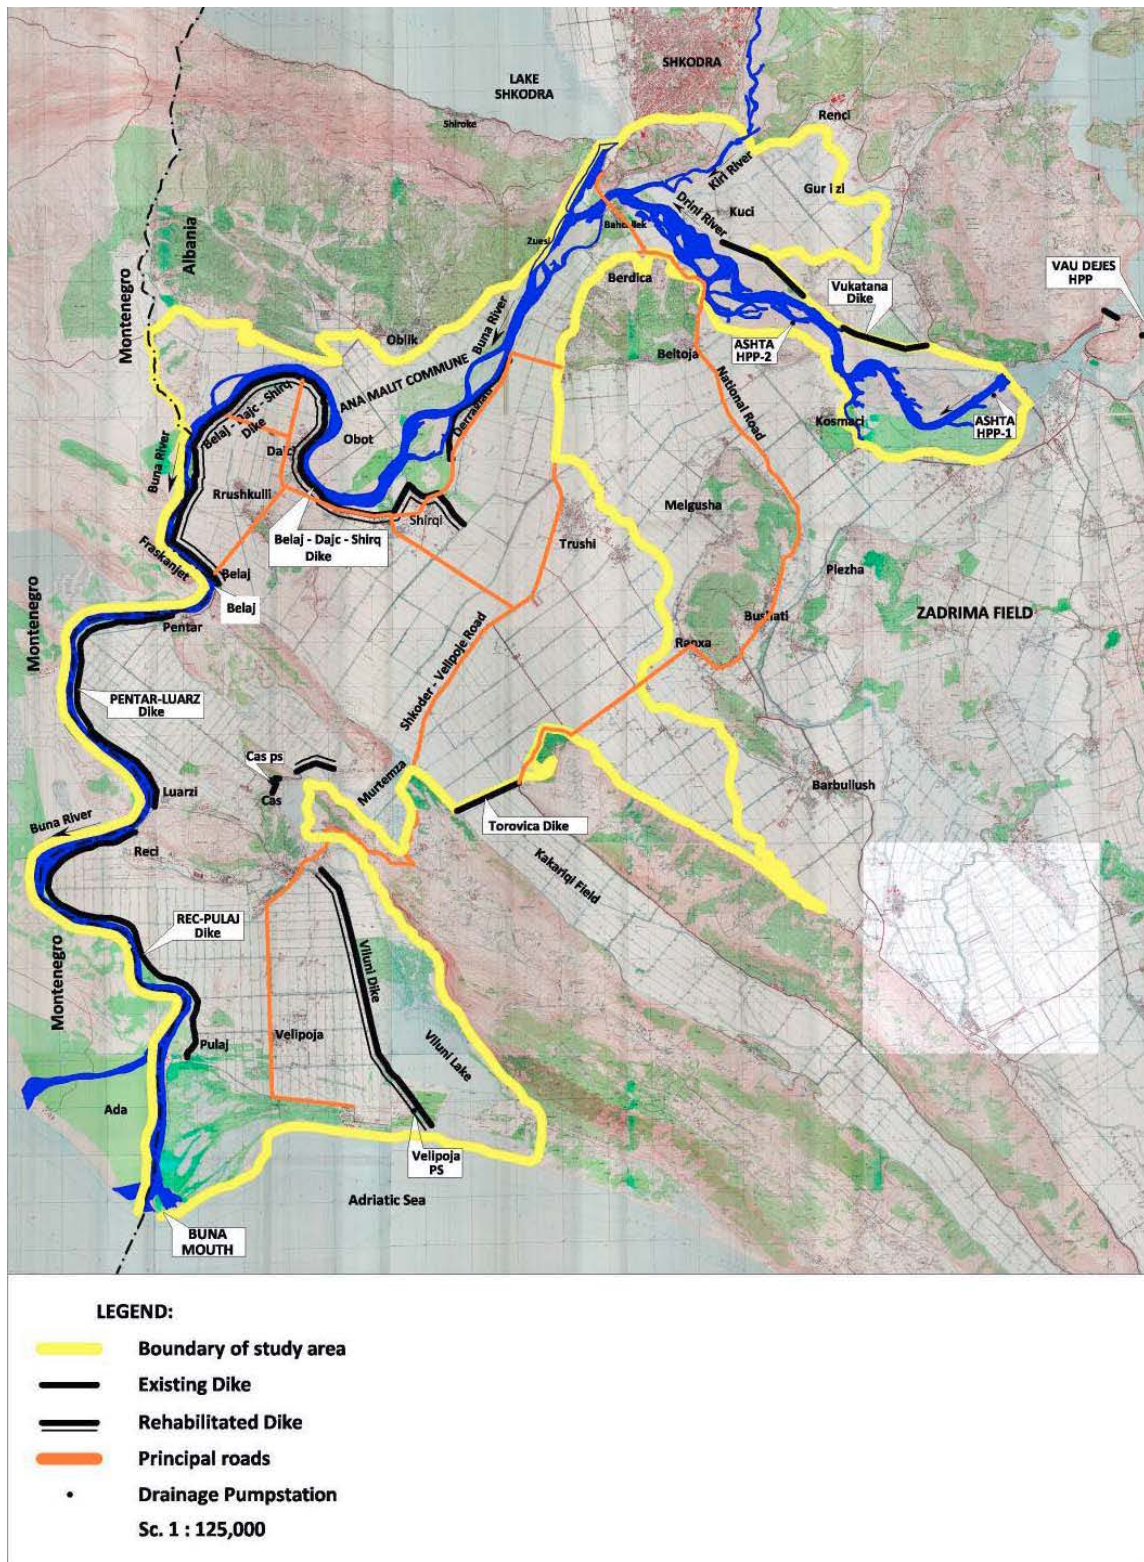 LAKE
SHKODRA
SHKODRA
Shiroke
Renci
Kiri River
Gur i zi
Drini River
Kuci
Albania
Montenegro
Zuesi
Berdica
VAU DEJES
HPP
Vukatana
Dike
Buna River
Oblik
ASHTA
HPP-2
Beltoja
ANA MALIT COMMUNE
National Road
Belaj - Dajc - Shirq
Dike
Kosmaci
ASHTA
HPP-1
Obot
Dajc
Buna River
Rrushkulli
Melgusha
Shirqi
Belaj - Dajc - Shirq
Dike
Trushi
Fraskanjet
Belaj
Plezha
Belaj
ZADRIMA FIELD
Pentar
Bushati
Montenegro
Shkoder - Velipoje Road
PENTAR-LUARZ
Dike
Cas ps
Murtemza
Luarzi
Cas
Barbullush
Buna River
Torovica Dike
Reci
Kakariqi Field
REC-PULAJ
Dike
Montenegro
Viluni Dike
Velipoja
Pulaj
Viluni Lake
Ada
Velipoja
PS
Adriatic Sea
BUNA
MOUTH
LEGEND:
Boundary of study area
Existing Dike
Rehabilitated Dike
Principal roads
Drainage Pumpstation
Sc. 1 : 125,000